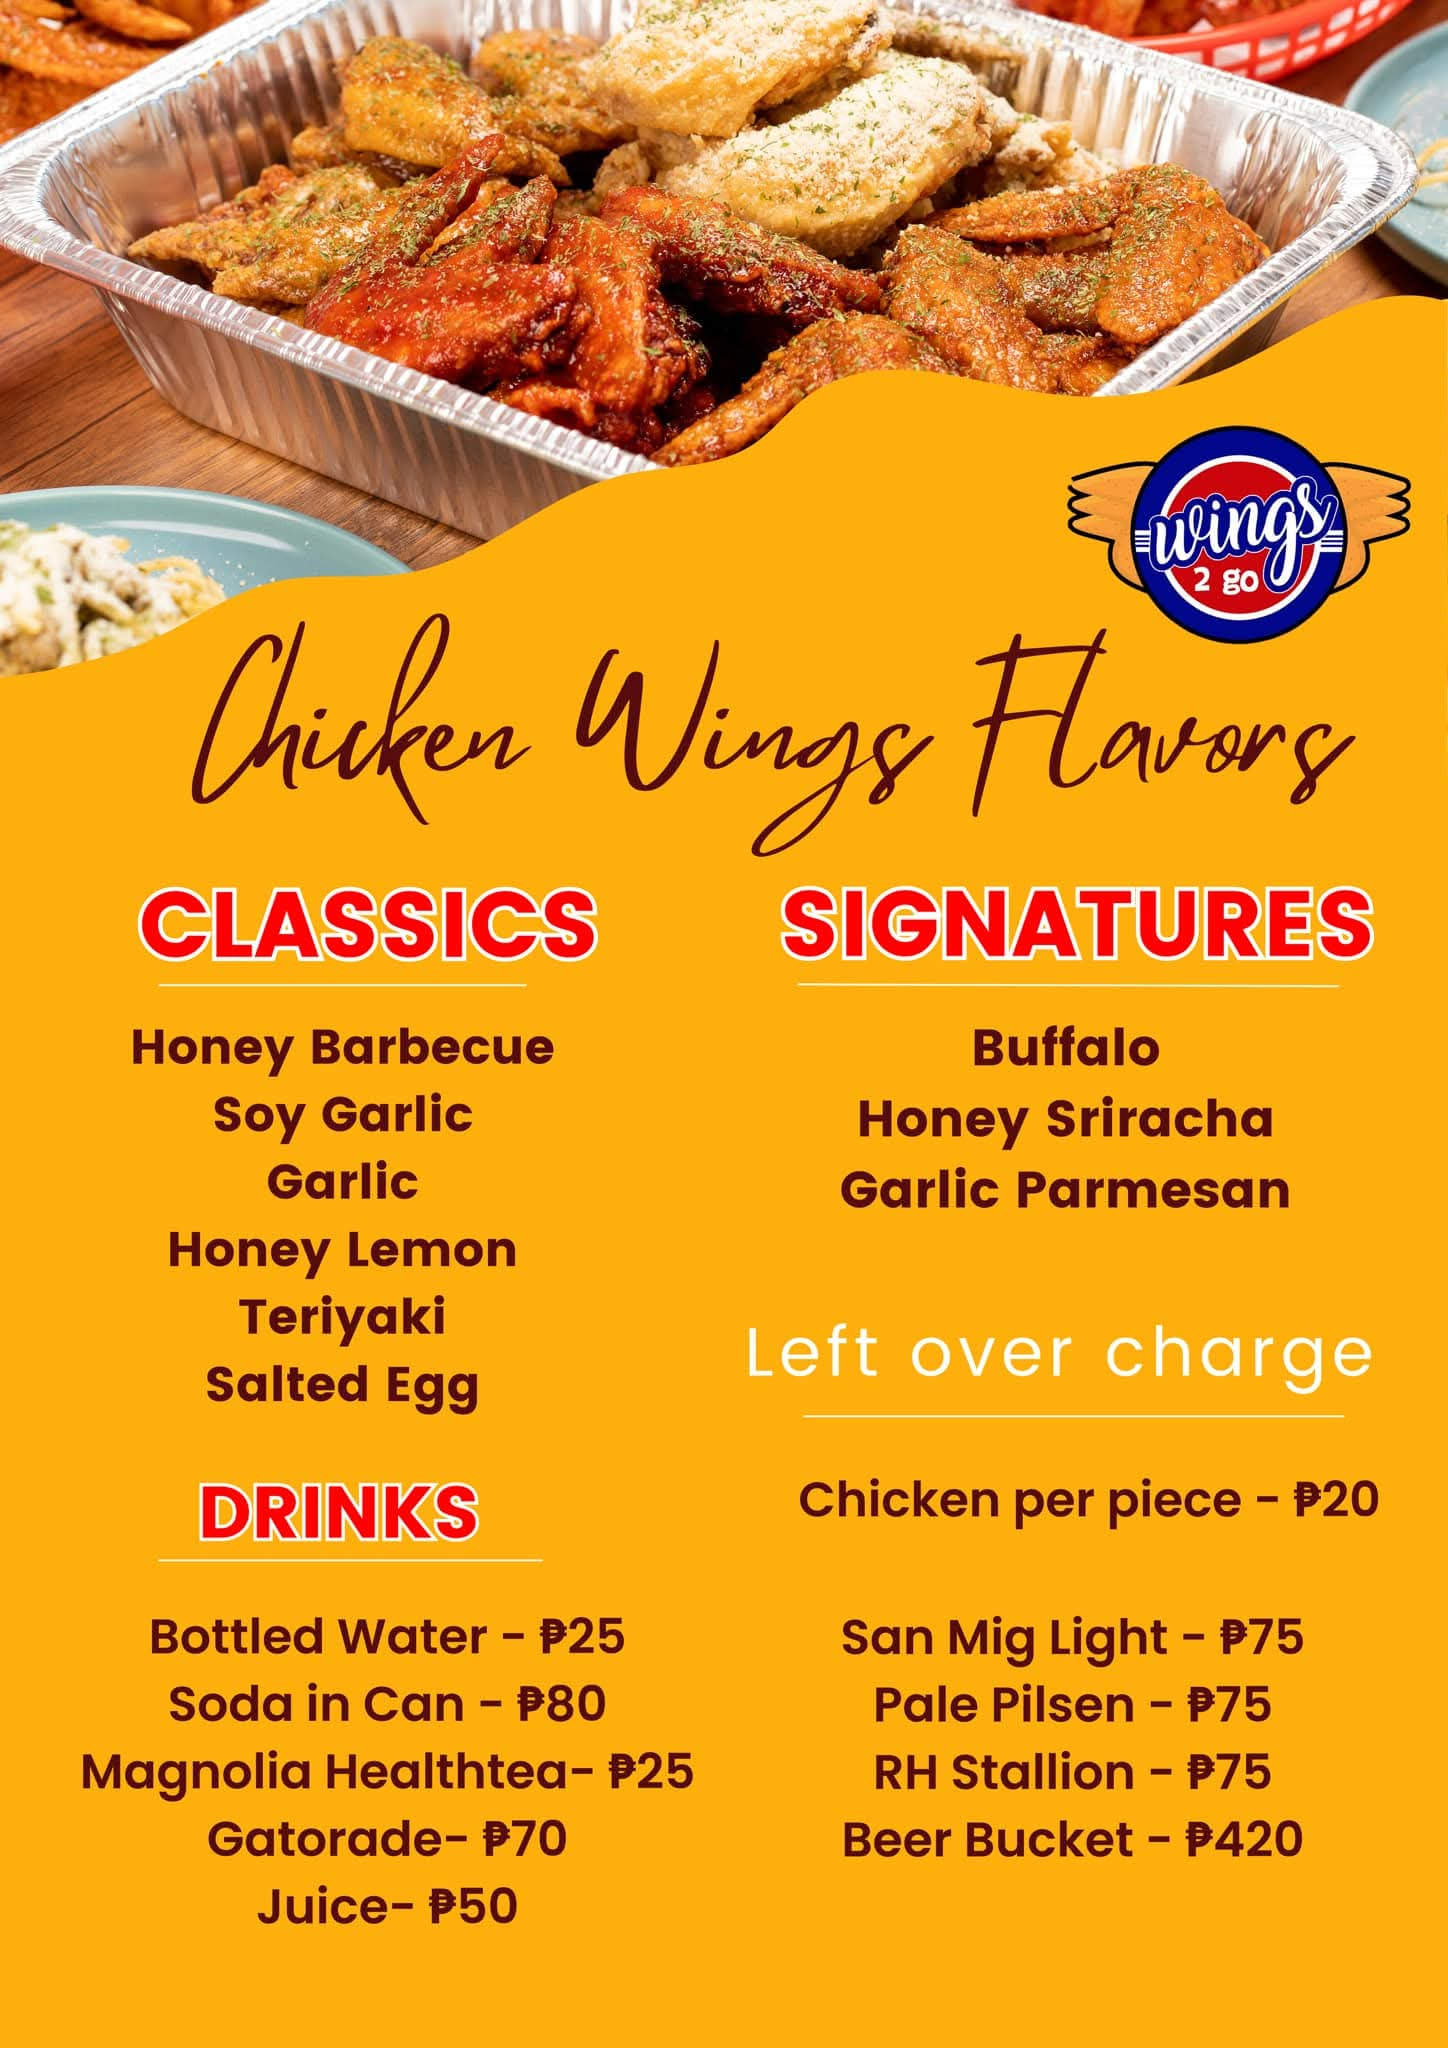 wings
2 go
Chicken Wings Flavors
CLASSICS
Honey Barbecue
Soy Garlic
Garlic
Honey Lemon
Teriyaki
Salted Egg
SIGNATURES
Buffalo
Honey Sriracha
Garlic Parmesan
Left over charge
Chicken per piece - ₱20
DRINKS
Bottled Water - ₱25
Soda in Can - ₱80
Magnolia Healthtea- ₱25
Gatorade- ₱70
Juice- ₱50
San Mig Light - ₱75
Pale Pilsen - ₱75
RH Stallion - ₱75
Beer Bucket - ₱420